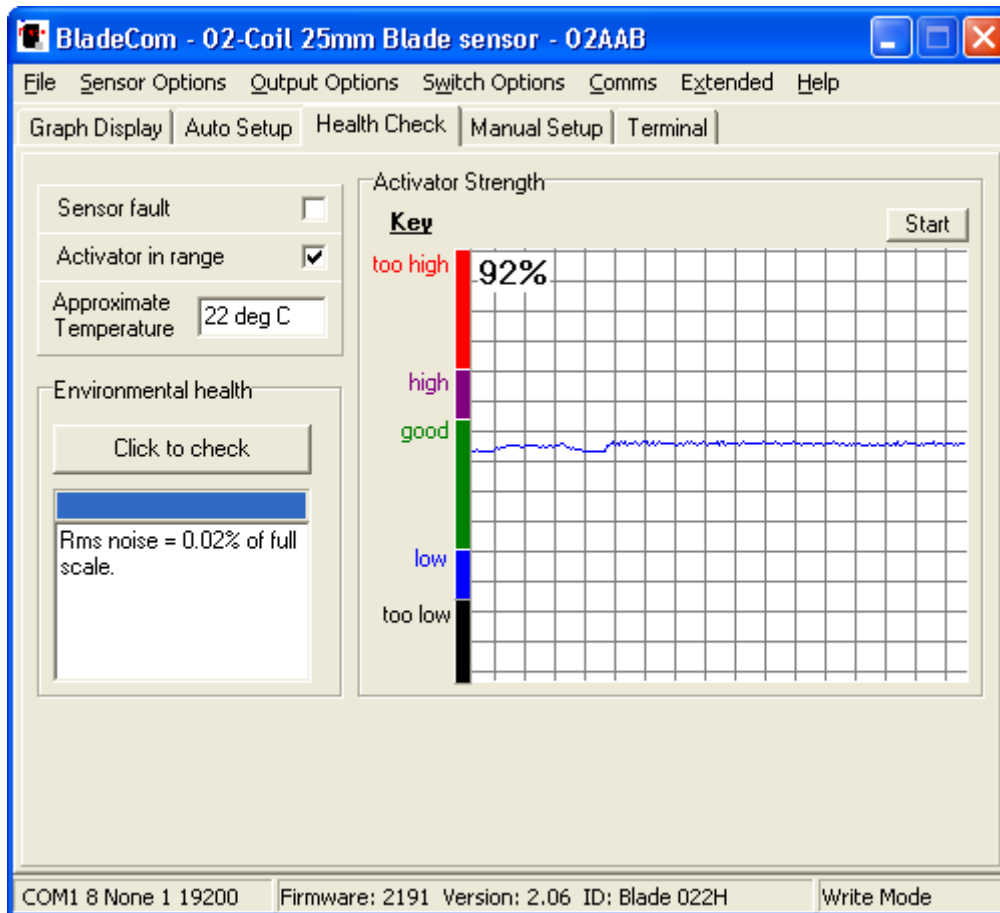 BladeCom - 02-Coil 25mm Blade sensor - 02AAB
File Sensor Options Output Options Switch Options Comms Extended Help
Graph Display Auto Setup Health Check Manual Setup Terminal
Sensor fault
Activator in range
Approximate
Temperature
22 deg C
Environmental health
Click to check
Rms noise = 0.02% of full
scale.
Activator Strength
Key
Start
too high
92%
high
good
low
too low
COM1 8 None 1 19200 Firmware: 2191 Version: 2.06 ID: Blade 022H Write Mode